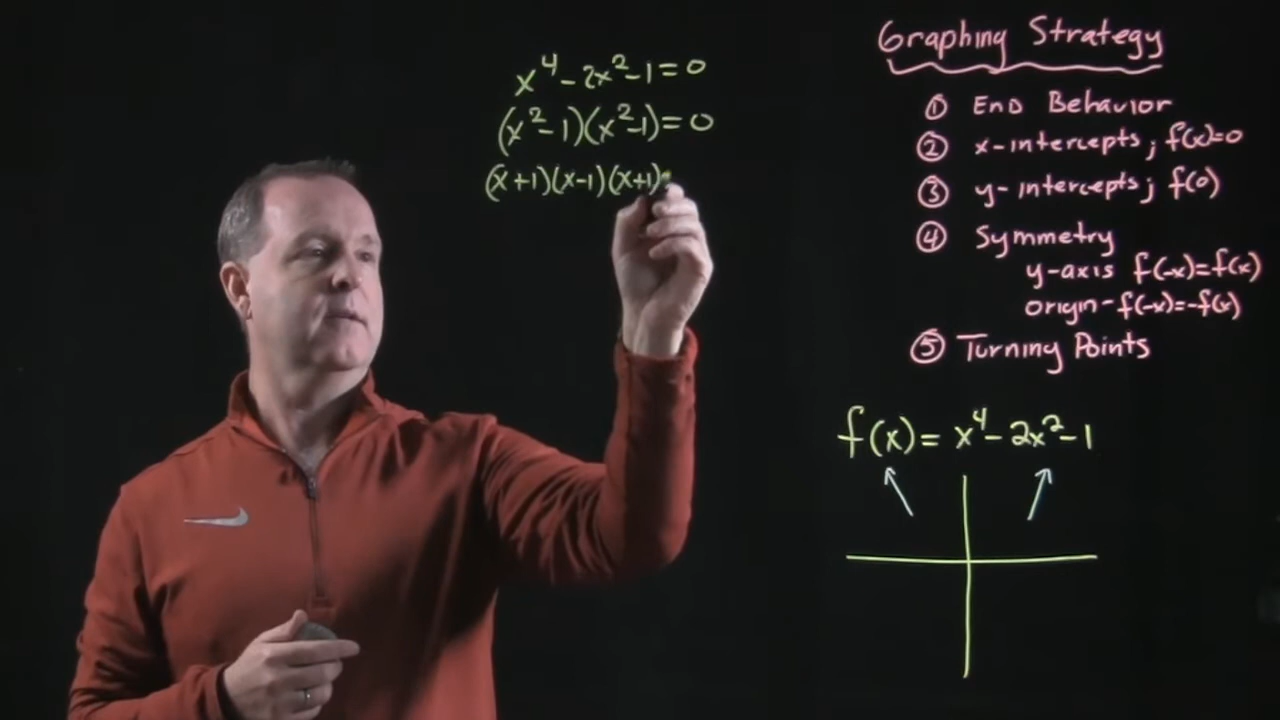 x⁴-2x²-1=0
(x²-1)(x²-1)=0
(x+1)(x-1)(x+1)
Graphing Strategy
① End Behavior
② x-intercepts; f(x)=0
③ y-intercepts; f(0)
④ Symmetry
y-axis f(-x)=f(x)
origin-f(-x)=-f(x)
⑤ Turning Points
f(x)= x⁴-2x²-1